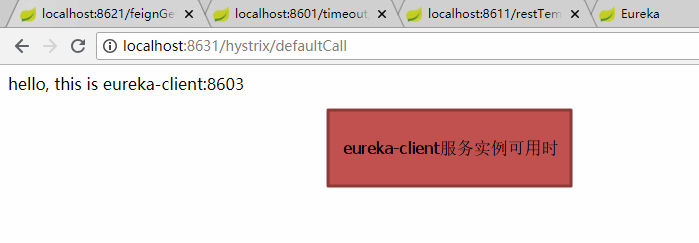 localhost:8621/feignGe
localhost:8601/timeout
localhost:8611/restTem
Eureka
localhost:8631/hystrix/defaultCall
hello, this is eureka-client:8603
eureka-client服务实例可用时